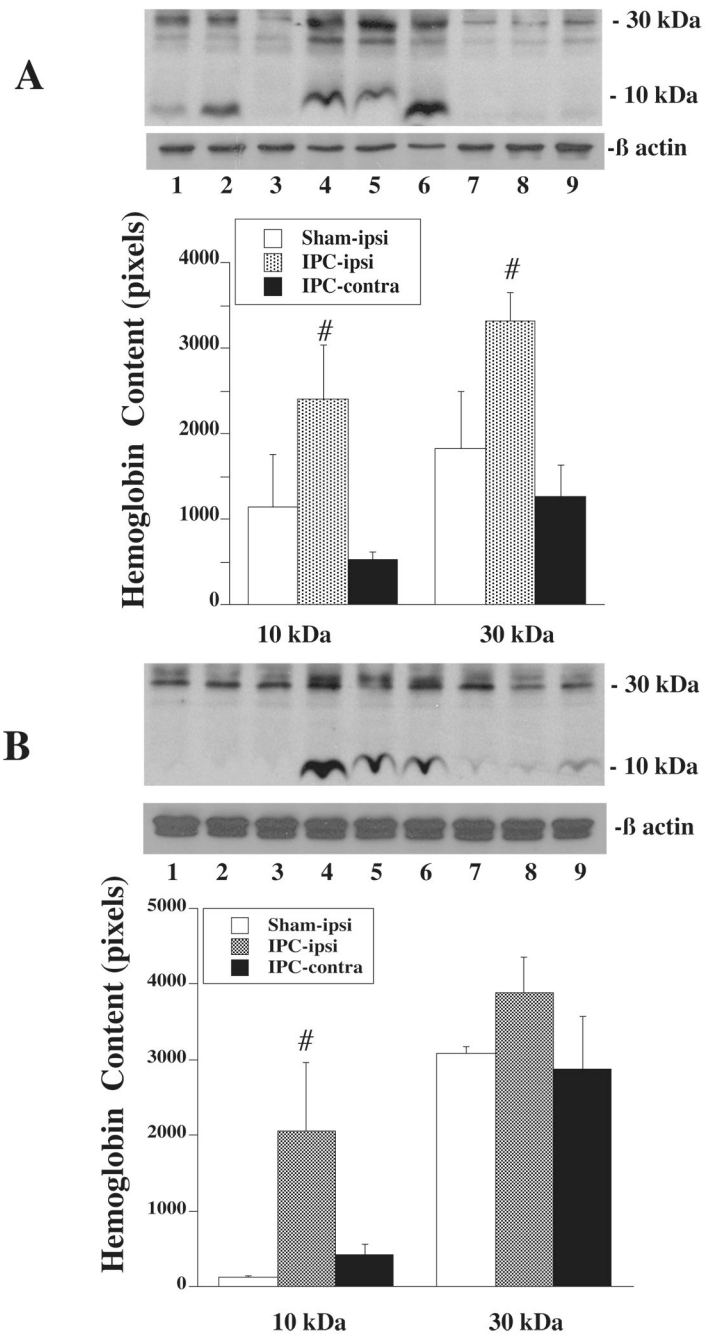 A
- 30 kDa
- 10 kDa
-ß actin
1 2 3 4 5 6 7 8 9
Sham-ipsi
IPC-ipsi
IPC-contra
Hemoglobin Content (pixels)
4000
3000
2000
1000
0
#
#
10 kDa 30 kDa
B
- 30 kDa
- 10 kDa
-ß actin
1 2 3 4 5 6 7 8 9
Sham-ipsi
IPC-ipsi
IPC-contra
Hemoglobin Content (pixels)
5000
4000
3000
2000
1000
0
#
10 kDa 30 kDa